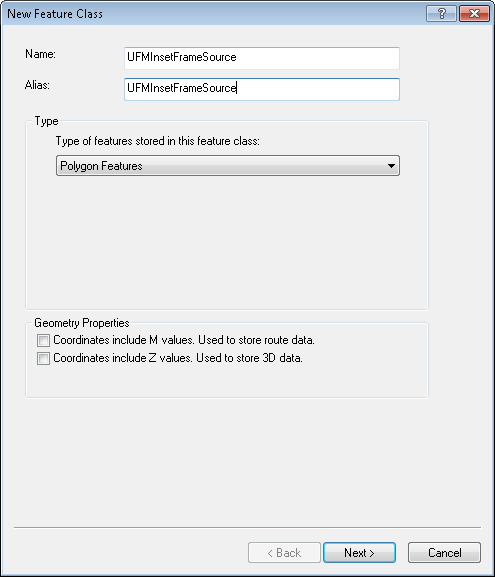 New Feature Class
?
Name:
UFMInsetFrameSource
Alias:
UFMInsetFrameSource
Type
Type of features stored in this feature class:
Polygon Features
Geometry Properties
Coordinates include M values. Used to store route data.
Coordinates include Z values. Used to store 3D data.
< Back
Next >
Cancel